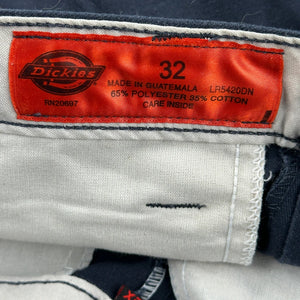 Dickies
32
MADE IN GUATEMALA LR542GDN
65% POLYESTER 35% COTTON
RN20697 CARE INSIDE